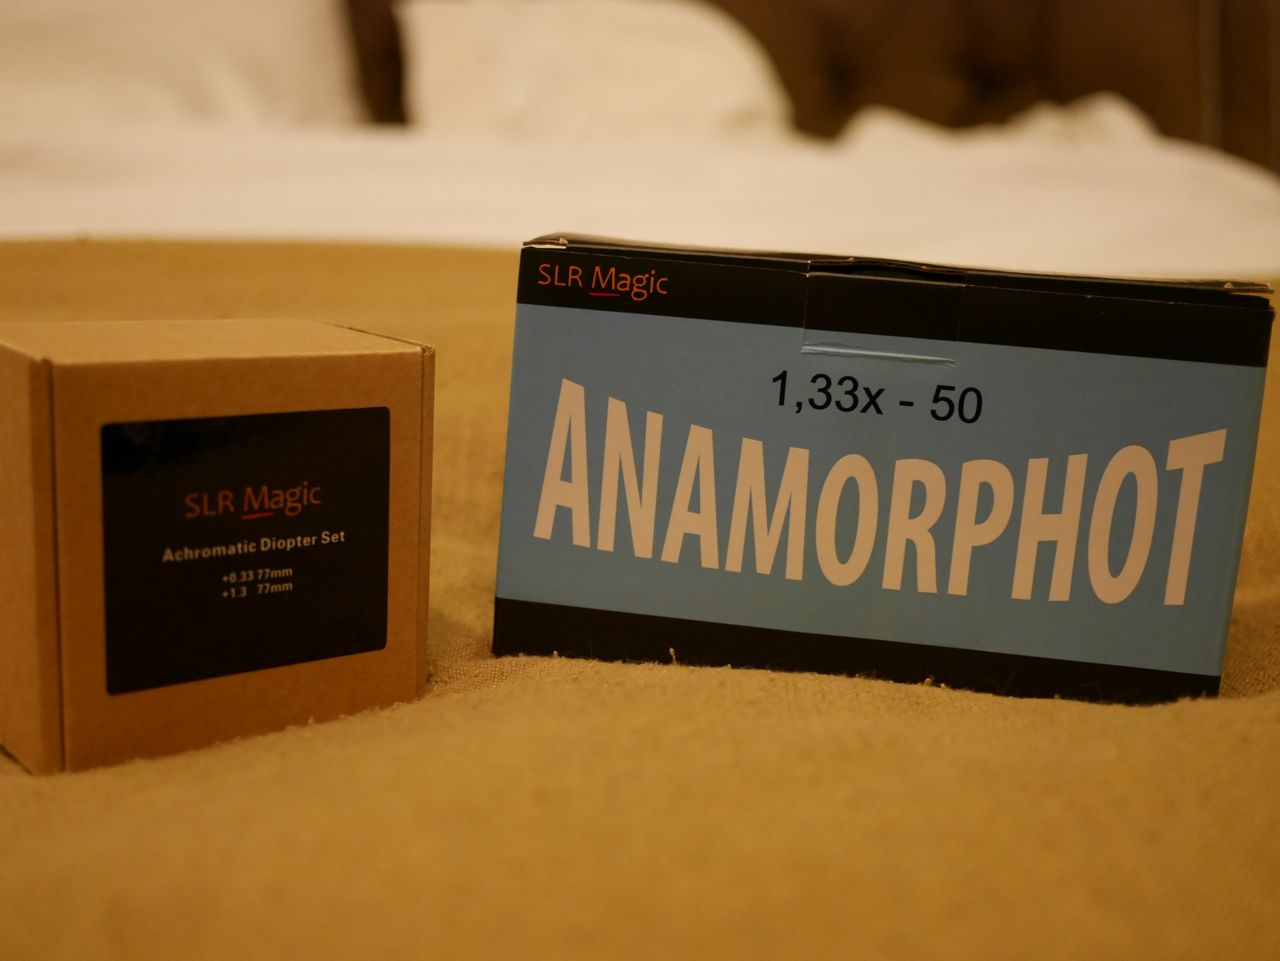 SLR Magic
Achromatic Diopter Set
+0.33 77mm
+1.3 77mm
SLR Magic
1,33x - 50
ANAMORPHOT